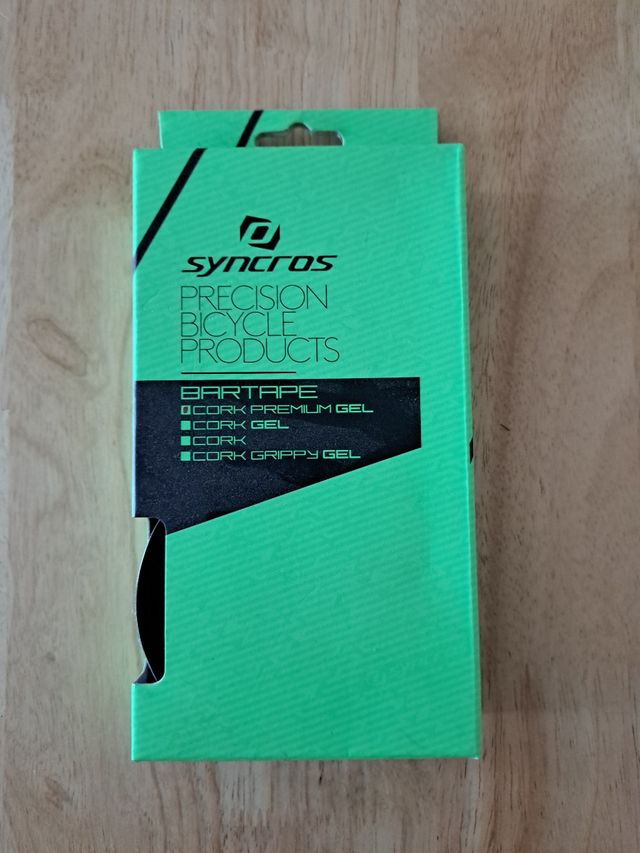 syncros
PRECISION
BICYCLE
PRODUCTS
BARTAPE
CORK PREMIUM GEL
CORK GEL
CORK
CORK GRIPPY GEL